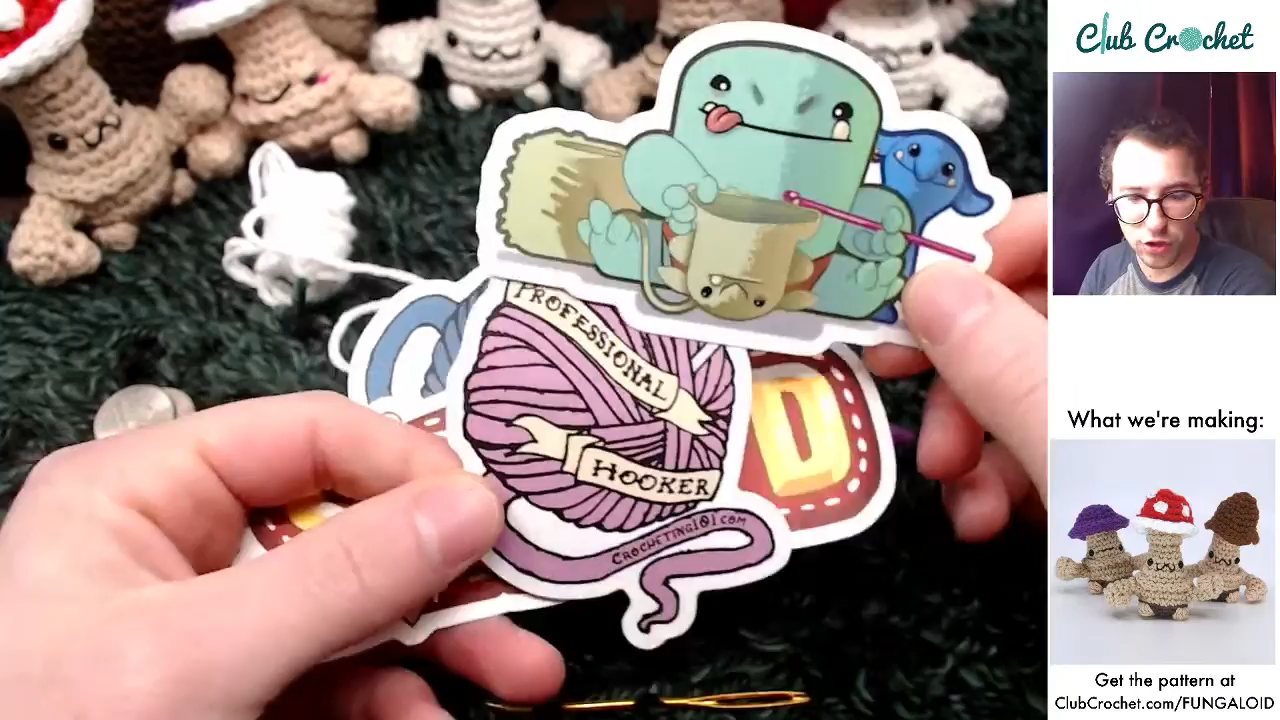 Club Crochet
PROFESSIONAL
HOOKER
CROCHETING101.COM
D
What we're making:
Get the pattern at
ClubCrochet.com/FUNGALOID